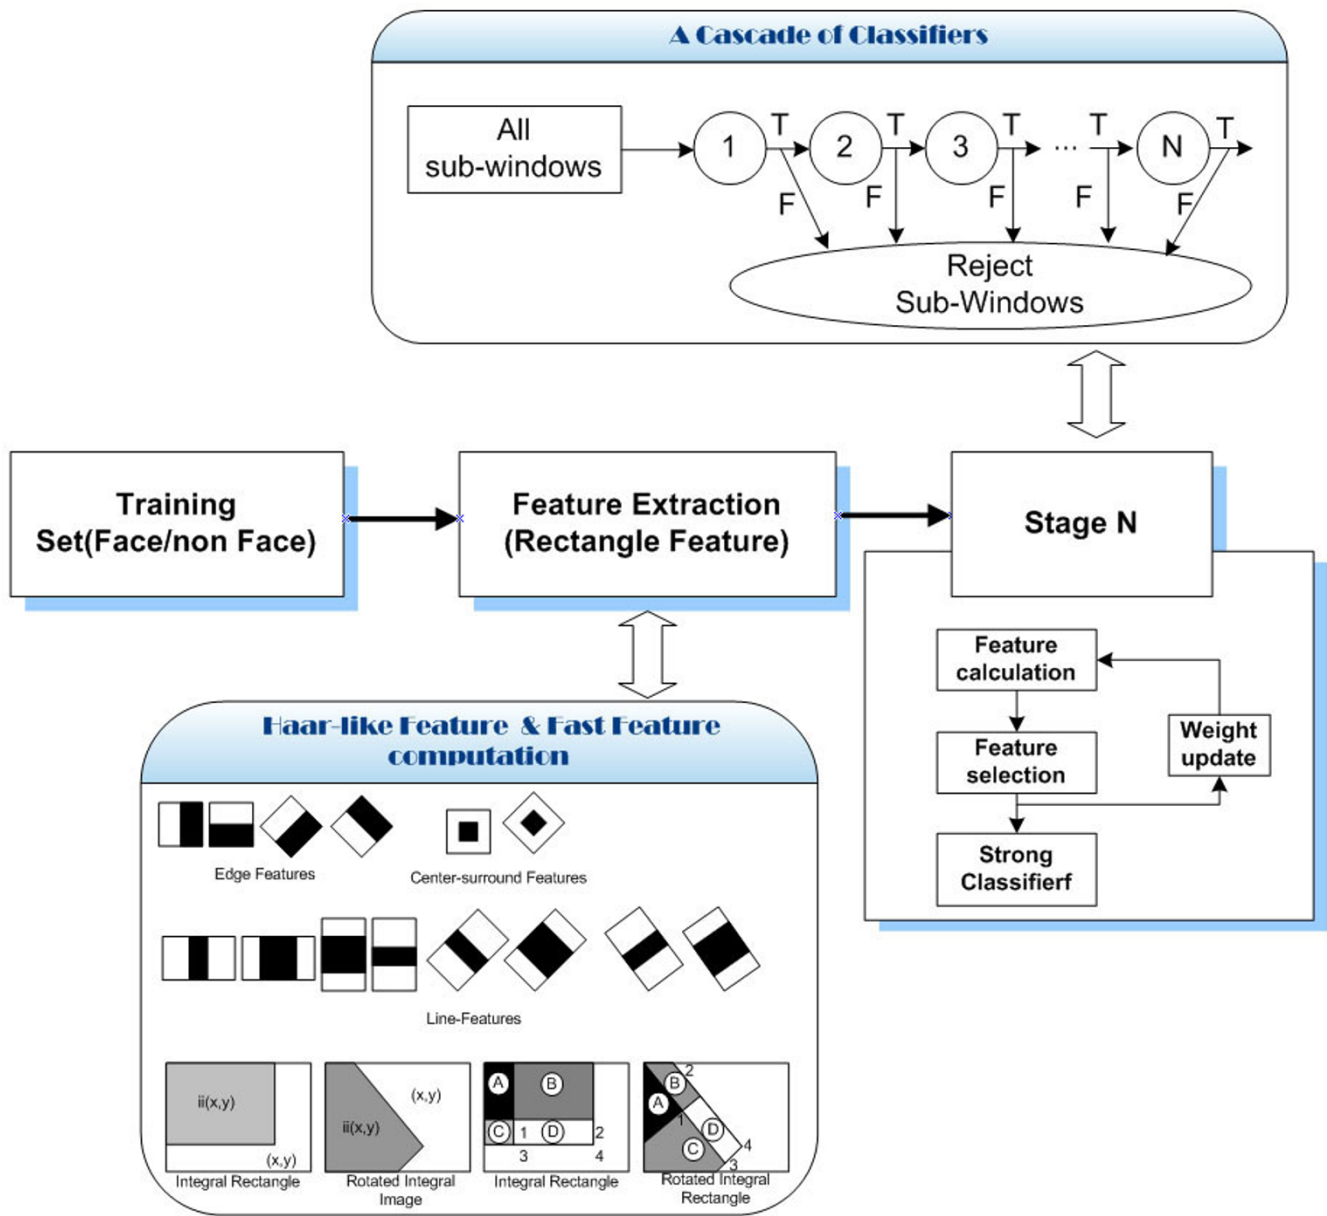 A Cascade of Classifiers
All
sub-windows
1
T
2
T
3
T
...
T
N
T
F
F
F
F
F
Reject
Sub-Windows
Training
Set(Face/non Face)
Feature Extraction
(Rectangle Feature)
Stage N
Feature
calculation
Feature
selection
Weight
update
Strong
Classifierf
Haar-like Feature & Fast Feature
computation
Edge Features
Center-surround Features
Line-Features
ii(x,y)
(x,y)
Integral Rectangle
(x,y)
ii(x,y)
Rotated Integral
Image
A
B
C
1
D
2
3
4
Integral Rectangle
2
B
A
1
D
C
4
3
Rotated Integral
Rectangle